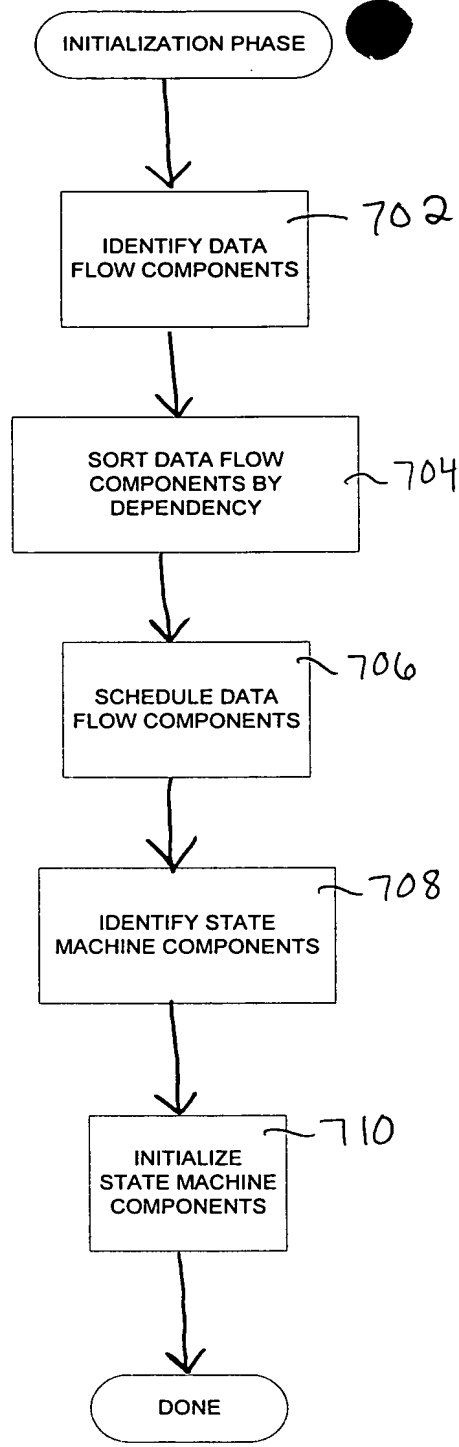 INITIALIZATION PHASE
702
IDENTIFY DATA
FLOW COMPONENTS
SORT DATA FLOW
COMPONENTS BY
DEPENDENCY
704
706
SCHEDULE DATA
FLOW COMPONENTS
708
IDENTIFY STATE
MACHINE COMPONENTS
710
INITIALIZE
STATE MACHINE
COMPONENTS
DONE